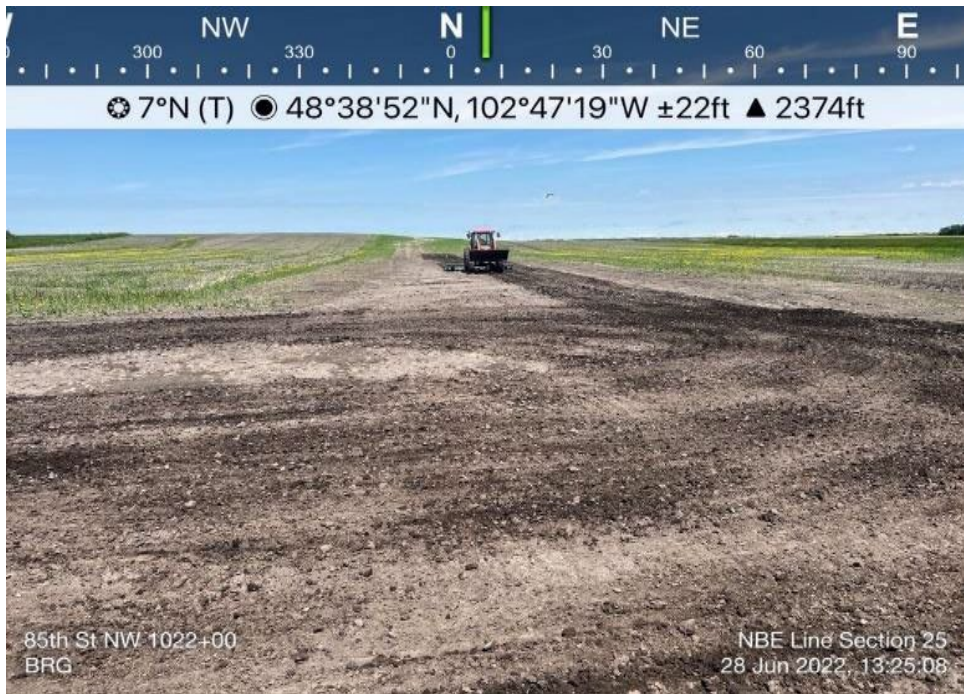 W NW N NE E
300 330 0 30 60 90
7°N (T) 48°38'52"N, 102°47'19"W ±22ft ▲ 2374ft
85th St NW 1022+00
BRG
NBE Line Section 25
28 Jun 2022, 13:25:08